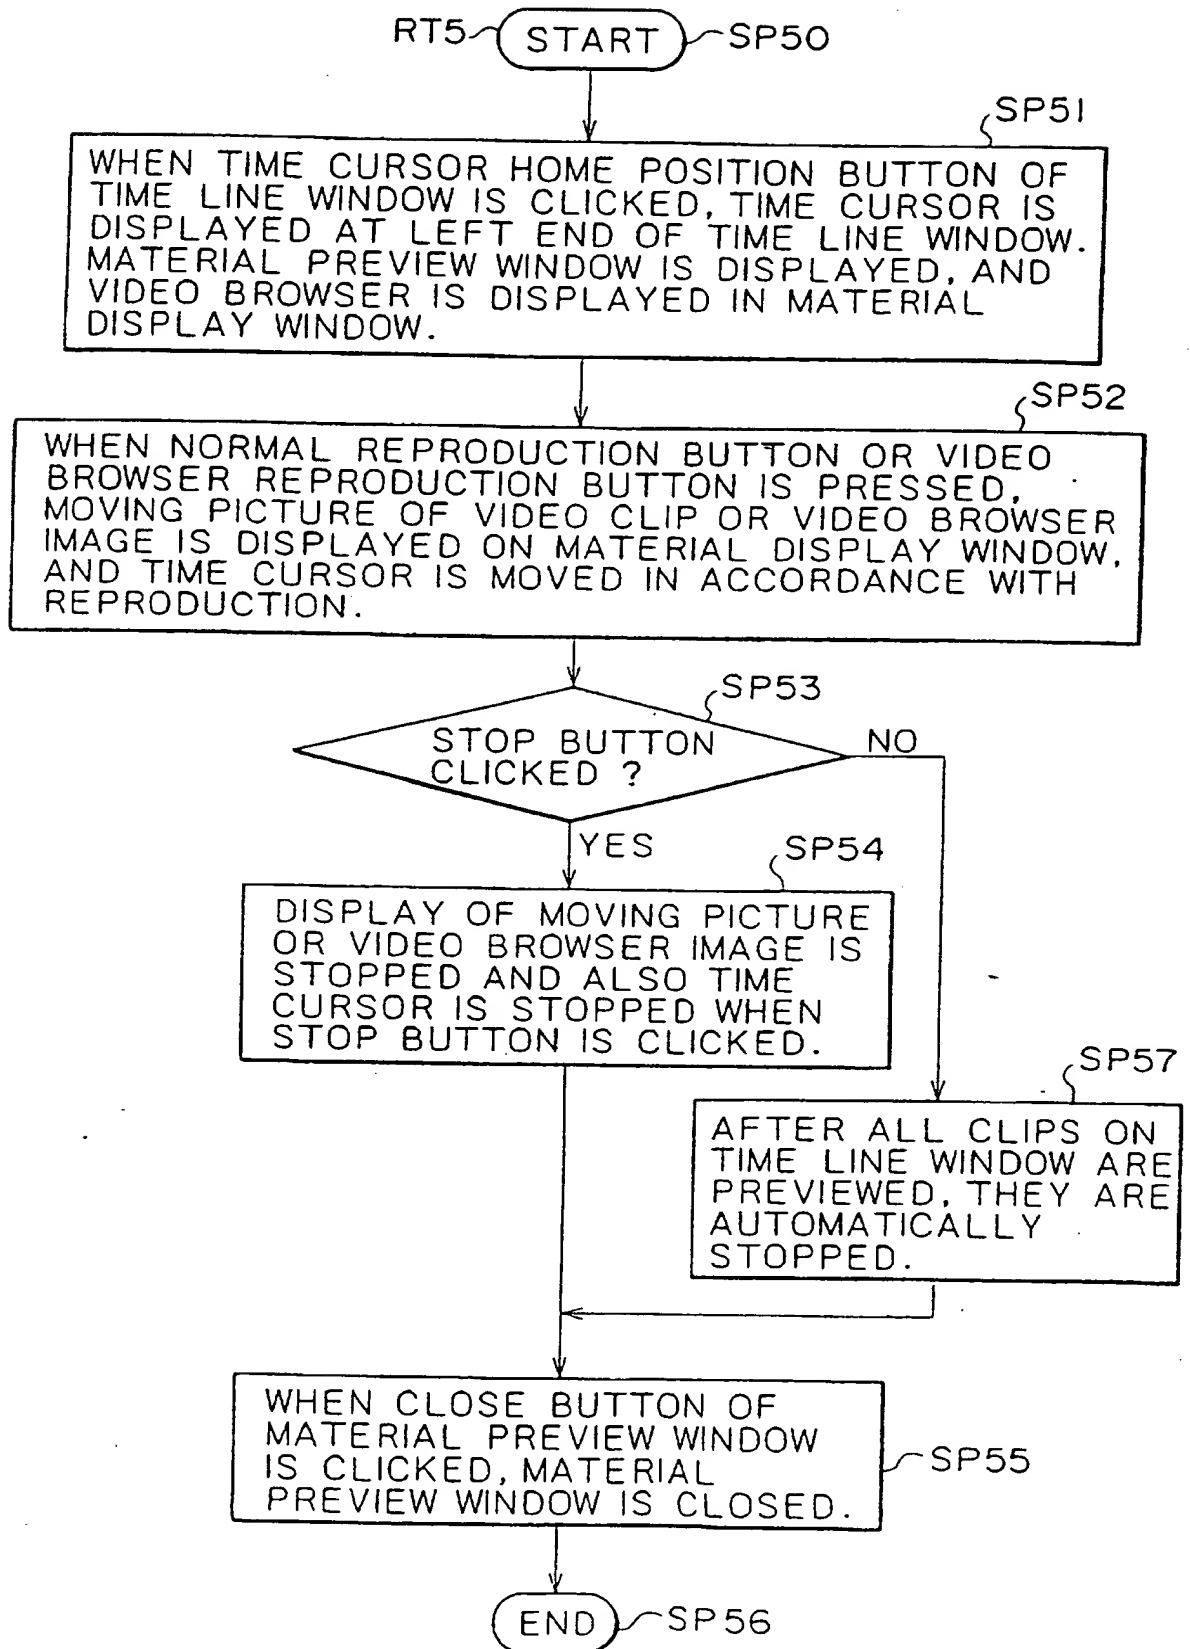 RT5 START SP50
SP51
WHEN TIME CURSOR HOME POSITION BUTTON OF
TIME LINE WINDOW IS CLICKED, TIME CURSOR IS
DISPLAYED AT LEFT END OF TIME LINE WINDOW.
MATERIAL PREVIEW WINDOW IS DISPLAYED, AND
VIDEO BROWSER IS DISPLAYED IN MATERIAL
DISPLAY WINDOW.
SP52
WHEN NORMAL REPRODUCTION BUTTON OR VIDEO
BROWSER REPRODUCTION BUTTON IS PRESSED,
MOVING PICTURE OF VIDEO CLIP OR VIDEO BROWSER
IMAGE IS DISPLAYED ON MATERIAL DISPLAY WINDOW,
AND TIME CURSOR IS MOVED IN ACCORDANCE WITH
REPRODUCTION.
SP53
STOP BUTTON
CLICKED ?
NO
YES
SP54
DISPLAY OF MOVING PICTURE
OR VIDEO BROWSER IMAGE IS
STOPPED AND ALSO TIME
CURSOR IS STOPPED WHEN
STOP BUTTON IS CLICKED.
SP57
AFTER ALL CLIPS ON
TIME LINE WINDOW ARE
PREVIEWED, THEY ARE
AUTOMATICALLY
STOPPED.
WHEN CLOSE BUTTON OF
MATERIAL PREVIEW WINDOW
IS CLICKED, MATERIAL
PREVIEW WINDOW IS CLOSED.
SP55
END SP56